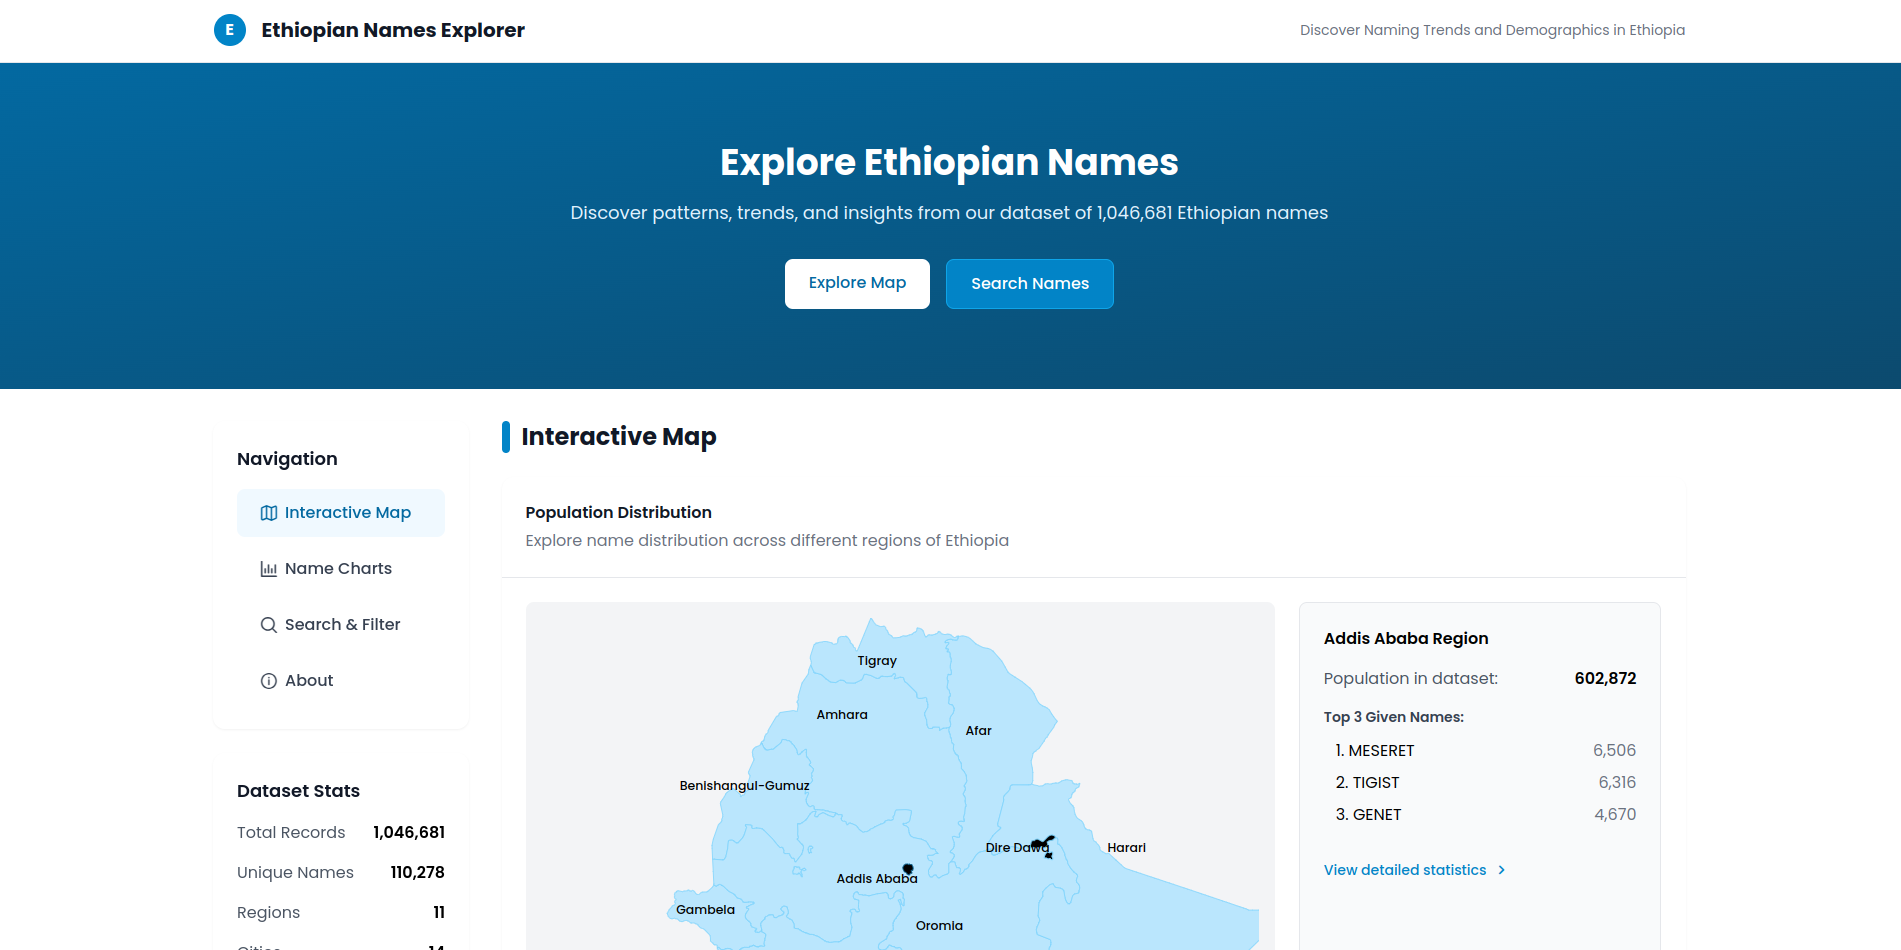 E
Ethiopian Names Explorer
Discover Naming Trends and Demographics in Ethiopia
Explore Ethiopian Names
Discover patterns, trends, and insights from our dataset of 1,046,681 Ethiopian names
Explore Map
Search Names
Navigation
Interactive Map
Name Charts
Search & Filter
About
Dataset Stats
Total Records 1,046,681
Unique Names 110,278
Regions 11
Cities 14
Interactive Map
Population Distribution
Explore name distribution across different regions of Ethiopia
Tigray
Amhara
Afar
Benishangul-Gumuz
Dire Dawa
Harari
Addis Ababa
Gambela
Oromia
Addis Ababa Region
Population in dataset: 602,872
Top 3 Given Names:
1. MESERET 6,506
2. TIGIST 6,316
3. GENET 4,670
View detailed statistics